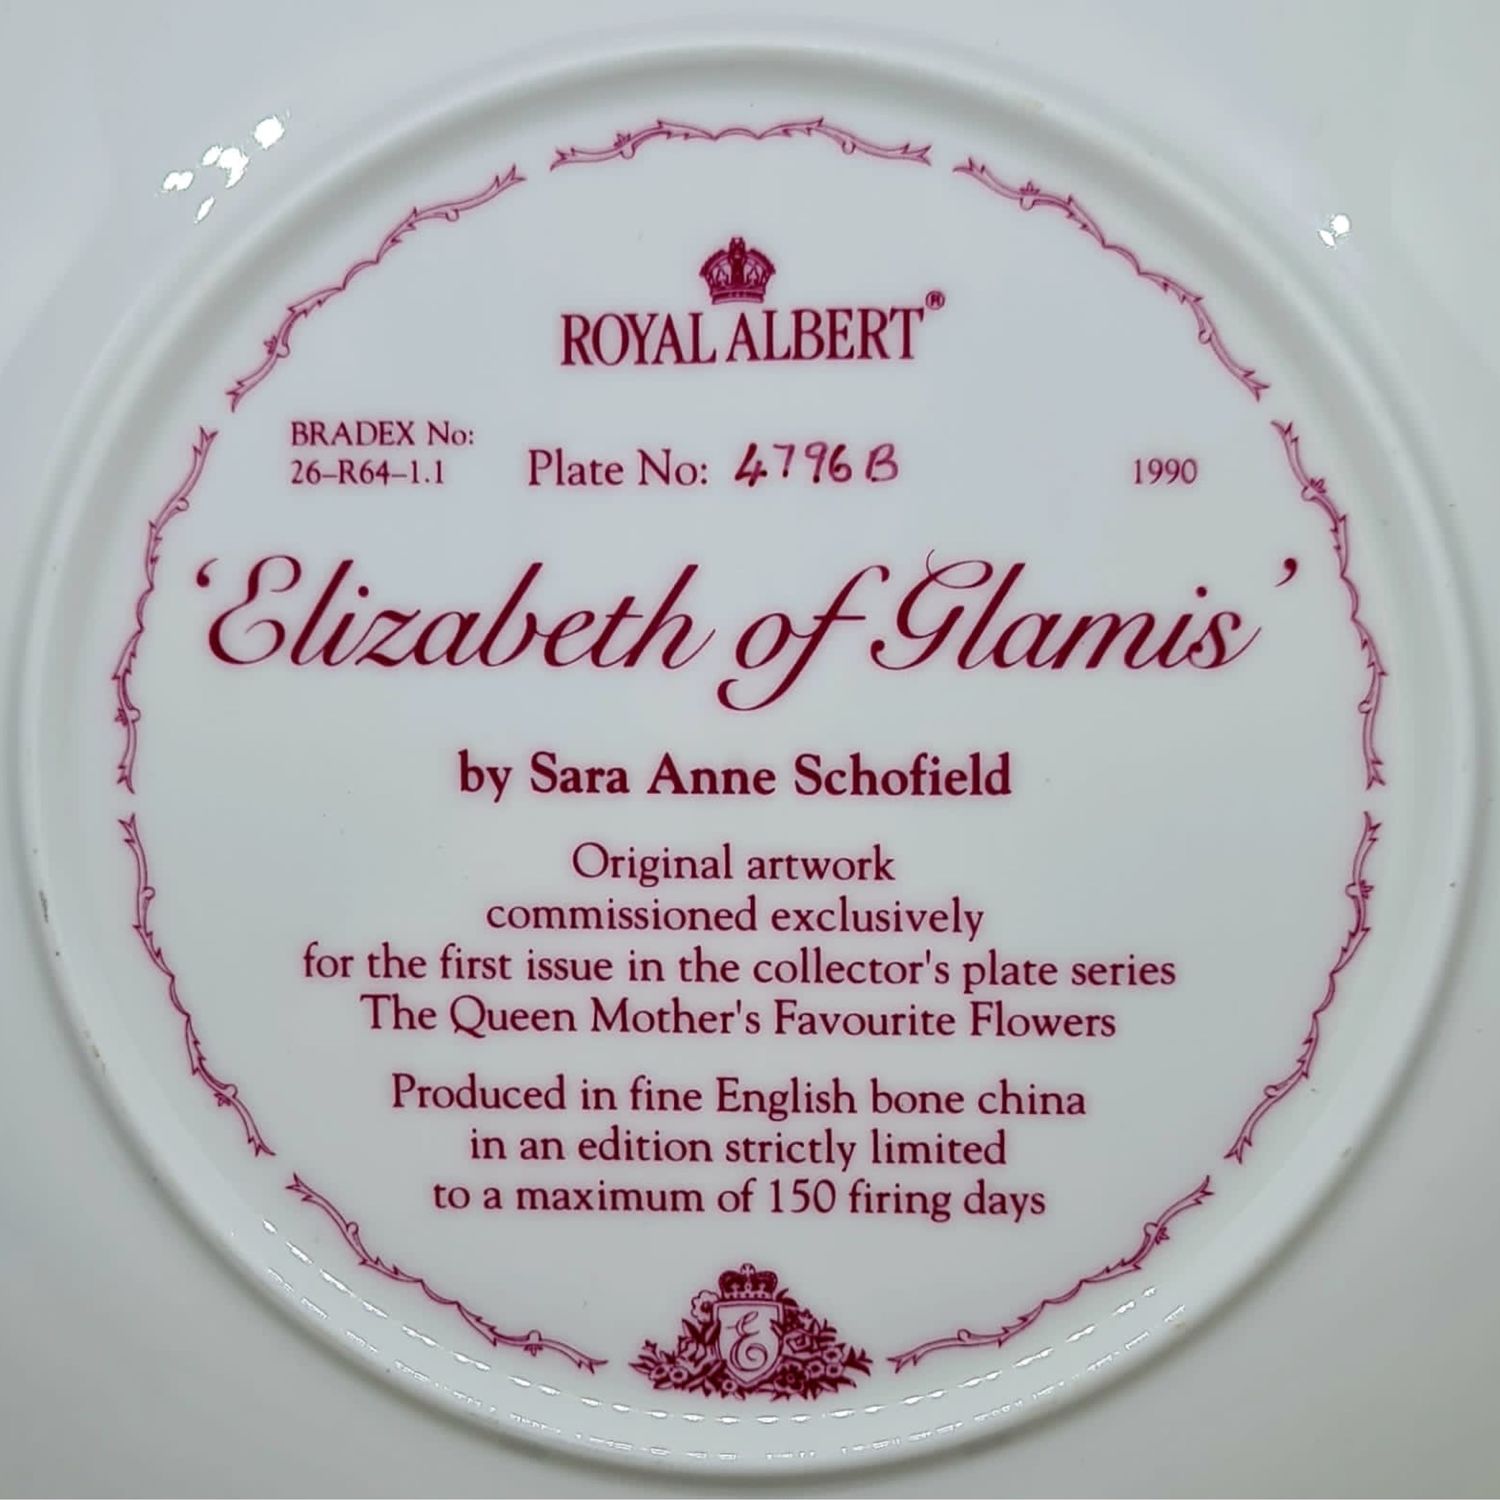 ROYAL ALBERT®
BRADEX No:
26–R64–1.1
Plate No: 4796B
1990
‘Elizabeth of Glamis’
by Sara Anne Schofield
Original artwork
commissioned exclusively
for the first issue in the collector's plate series
The Queen Mother's Favourite Flowers
Produced in fine English bone china
in an edition strictly limited
to a maximum of 150 firing days
E